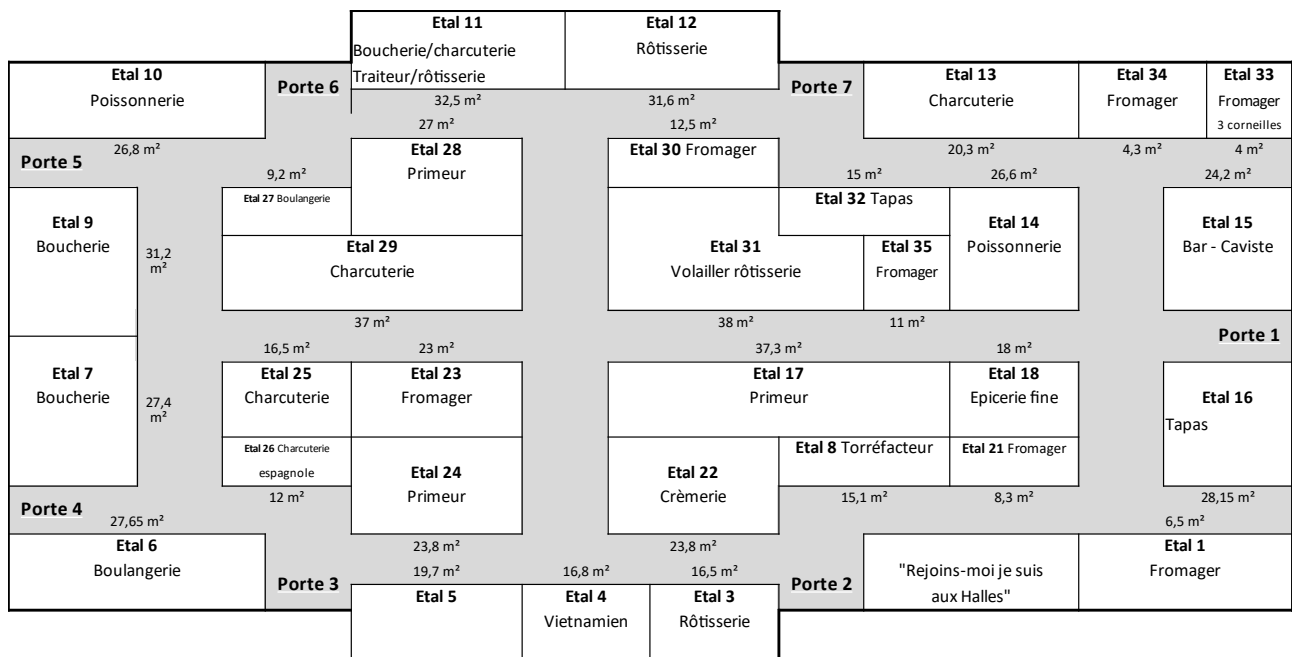 Etal 11
Boucherie/charcuterie
Traiteur/rôtisserie
Etal 12
Rôtisserie
Etal 10
Poissonnerie
Porte 6
Porte 7
Etal 13
Charcuterie
Etal 34
Fromager
Etal 33
Fromager
3 corneilles
32,5 m²
31,6 m²
27 m²
12,5 m²
26,8 m²
Porte 5
Etal 28
Primeur
Etal 30 Fromager
20,3 m²
4,3 m²
4 m²
9,2 m²
15 m²
26,6 m²
24,2 m²
Etal 27 Boulangerie
Etal 32 Tapas
Etal 9
Boucherie
31,2
m²
Etal 29
Charcuterie
Etal 31
Volailler rôtisserie
Etal 35
Fromager
Etal 14
Poissonnerie
Etal 15
Bar - Caviste
37 m²
38 m²
11 m²
Porte 1
16,5 m²
23 m²
37,3 m²
18 m²
Etal 7
Boucherie
27,4
m²
Etal 25
Charcuterie
Etal 23
Fromager
Etal 17
Primeur
Etal 18
Epicerie fine
Etal 16
Tapas
Etal 26 Charcuterie
espagnole
Etal 24
Primeur
Etal 22
Crèmerie
Etal 8 Torréfacteur
Etal 21 Fromager
12 m²
15,1 m²
8,3 m²
28,15 m²
Porte 4
27,65 m²
6,5 m²
Etal 6
Boulangerie
Porte 3
23,8 m²
23,8 m²
19,7 m²
16,8 m²
16,5 m²
Porte 2
"Rejoins-moi je suis
aux Halles"
Etal 1
Fromager
Etal 5
Etal 4
Vietnamien
Etal 3
Rôtisserie